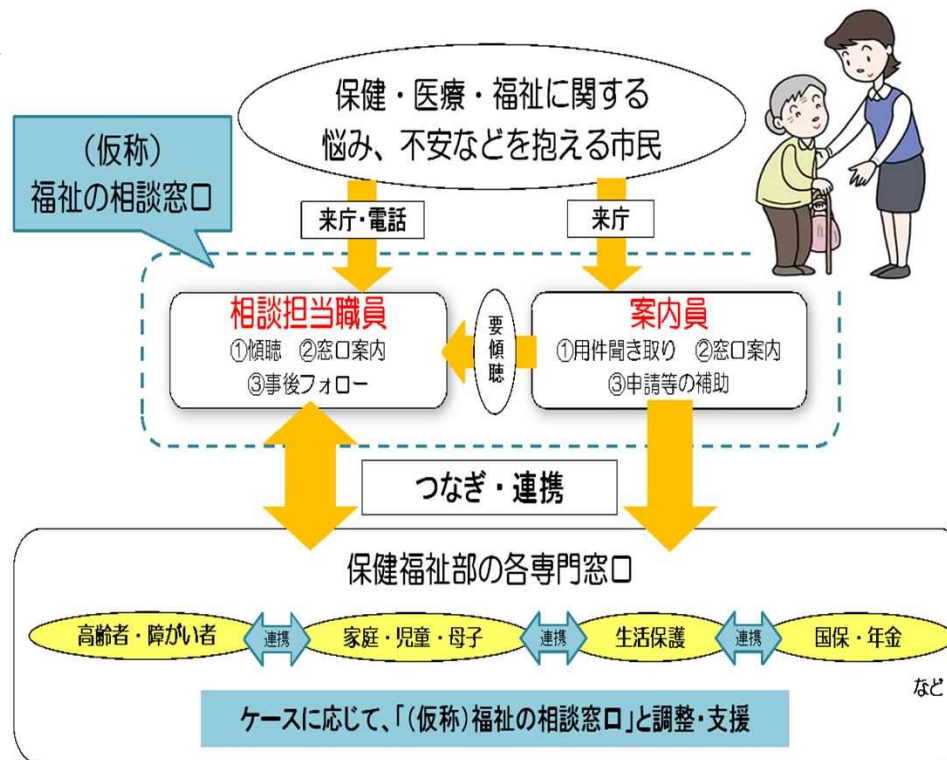 保健・医療・福祉に関する
悩み、不安などを抱える市民
(仮称)
福祉の相談窓口
来庁・電話
来庁
相談担当職員
①傾聴 ②窓口案内
③事後フォロー
要傾聴
案内員
①用件聞き取り ②窓口案内
③申請等の補助
つなぎ・連携
保健福祉部の各専門窓口
高齢者・障がい者
連携
家庭・児童・母子
連携
生活保護
連携
国保・年金
など
ケースに応じて、「(仮称)福祉の相談窓口」と調整・支援